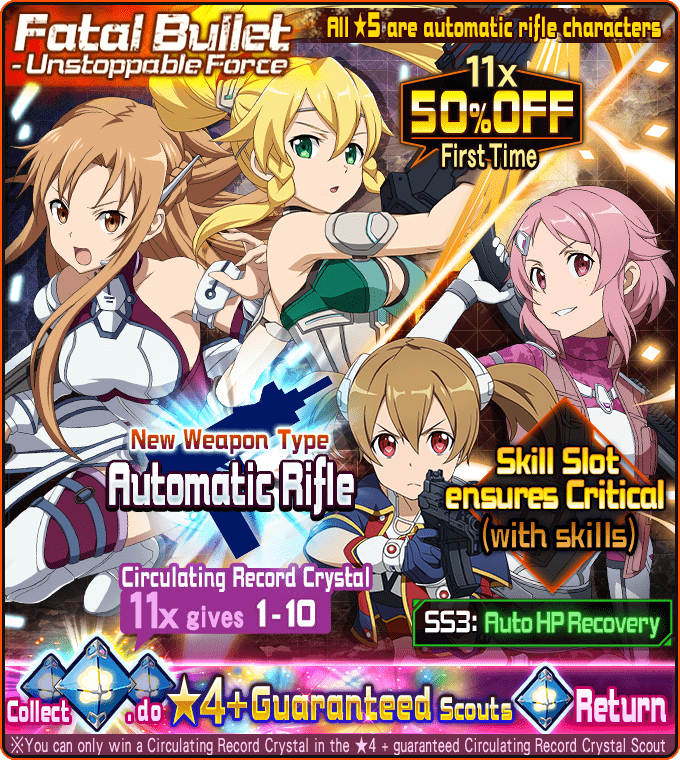 Fatal Bullet
- Unstoppable Force
All ★5 are automatic rifle characters
11x
50%OFF
First Time
New Weapon Type
Automatic Rifle
Skill Slot
ensures Critical
(with skills)
Circulating Record Crystal
11x gives 1-10
SS3: Auto HP Recovery
Collect .do ★4+Guaranteed Scouts Return
※You can only win a Circulating Record Crystal in the ★4 + guaranteed Circulating Record Crystal Scout